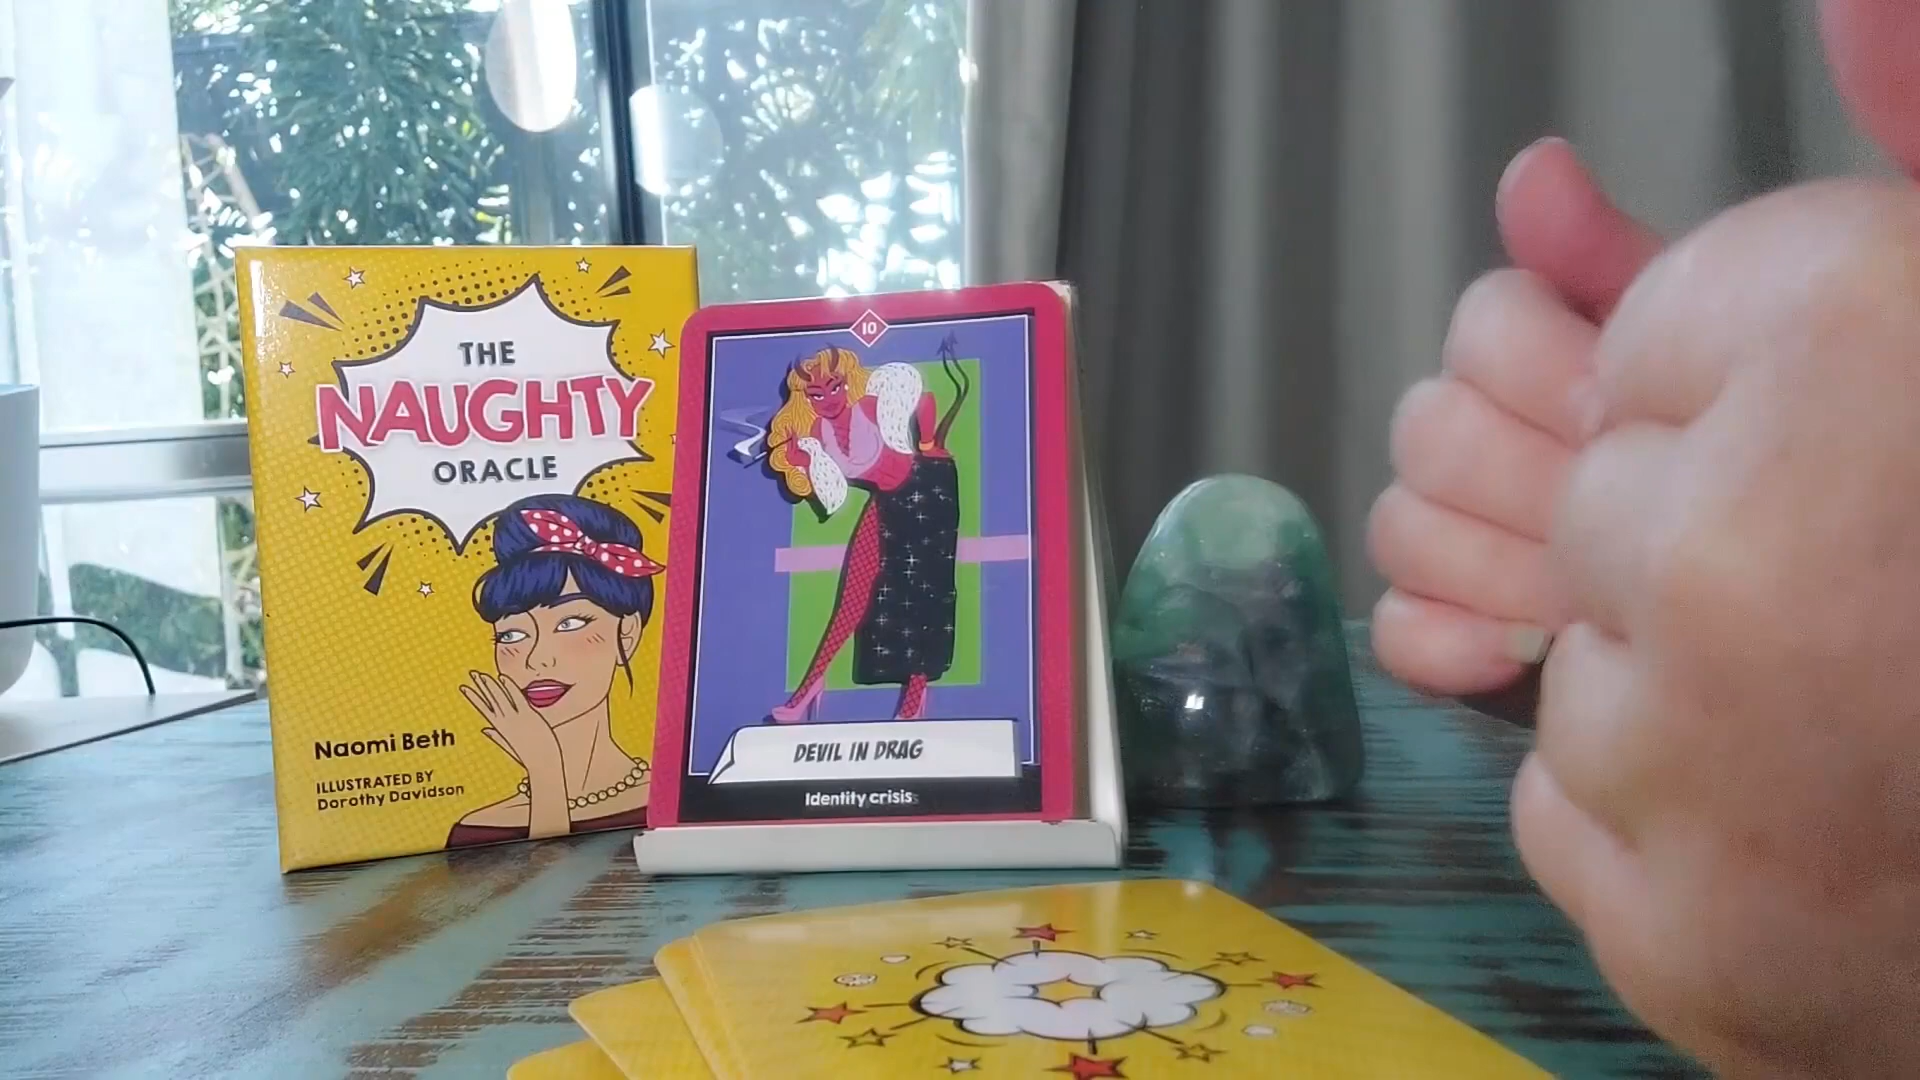 THE
NAUGHTY
ORACLE
Naomi Beth
ILLUSTRATED BY
Dorothy Davidson
10
DEVIL IN DRAG
Identity crisis